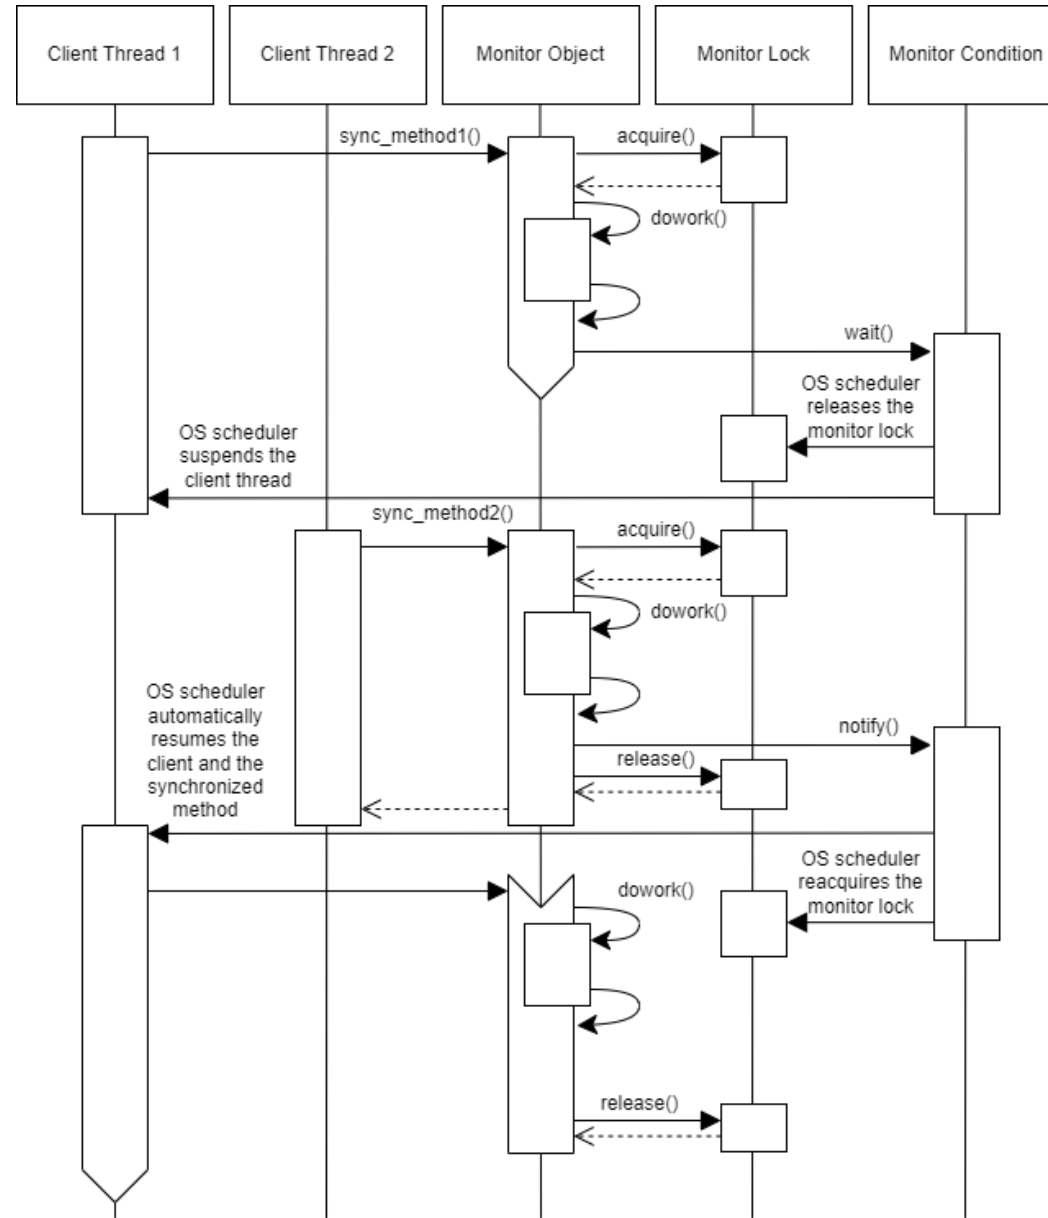 Client Thread 1
Client Thread 2
Monitor Object
Monitor Lock
Monitor Condition
sync_method1()
acquire()
dowork()
wait()
OS scheduler
releases the
monitor lock
OS scheduler
suspends the
client thread
sync_method2()
acquire()
dowork()
OS scheduler
automatically
resumes the
client and the
synchronized
method
notify()
release()
OS scheduler
reacquires the
monitor lock
dowork()
release()